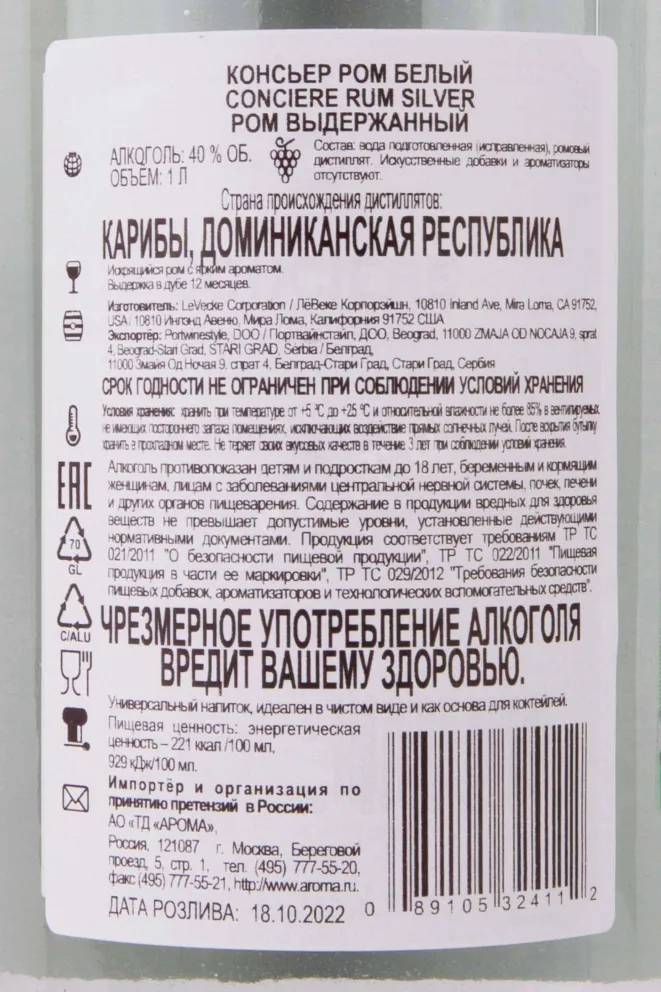 КОНСЬЕР РОМ БЕЛЫЙ
CONCIERE RUM SILVER
РОМ ВЫДЕРЖАННЫЙ
АЛКОГОЛЬ: 40 % ОБ.
ОБЪЕМ: 1 Л
Состав: вода подготовленная (исправленная), ромовый
дистиллят. Искусственные добавки и ароматизаторы
отсутствуют.
Страна происхождения дистиллятов:
КАРИБЫ, ДОМИНИКАНСКАЯ РЕСПУБЛИКА
Искрящийся ром с ярким ароматом.
Выдержка в дубе 12 месяцев.
Изготовитель: LeVecke Corporation / ЛёВеке Корпорэйшн, 10810 Inland Ave, Mira Loma, CA 91752,
USA/ 10810 Ингэнд Авеню, Мира Лома, Калифорния 91752 США
Экспортёр: Portwinestyle, DOO / Портвайнстайл, ДОО, Beograd, 11000 ZMAJA OD NOCAJA 9, sprat
4, Beograd-Stari Grad, STARI GRAD, Serbia / Белград,
11000 Змайя Од Ночая 9, спрат 4, Белград-Стари Град, Стари Град, Сербия
СРОК ГОДНОСТИ НЕ ОГРАНИЧЕН ПРИ СОБЛЮДЕНИИ УСЛОВИЙ ХРАНЕНИЯ
Условия хранения: хранить при температуре от +5 °С до +25 °С и относительной влажности не более 85% в вентилируемых,
не имеющих постороннего запаха помещениях, исключающих воздействие прямых солнечных лучей. После вскрытия бутылку
хранить в прохладном месте. Не теряет своих вкусовых качеств в течение 3 лет при соблюдении условий хранения.
Алкоголь противопоказан детям и подросткам до 18 лет, беременным и кормящим
женщинам, лицам с заболеваниями центральной нервной системы, почек, печени
и других органов пищеварения. Содержание в продукции вредных для здоровья
веществ не превышает допустимые уровни, установленные действующими
нормативными документами. Продукция соответствует требованиям ТР ТС
021/2011 "О безопасности пищевой продукции", ТР ТС 022/2011 "Пищевая
продукция в части ее маркировки", ТР ТС 029/2012 "Требования безопасности
пищевых добавок, ароматизаторов и технологических вспомогательных средств".
EAC
70
GL
C/ALU
ЧРЕЗМЕРНОЕ УПОТРЕБЛЕНИЕ АЛКОГОЛЯ
ВРЕДИТ ВАШЕМУ ЗДОРОВЬЮ.
Универсальный напиток, идеален в чистом виде и как основа для коктейлей.
Пищевая ценность: энергетическая
ценность – 221 ккал /100 мл,
929 кДж/100 мл.
Импортёр и организация по
принятию претензий в России:
АО «ТД «АРОМА»,
Россия, 121087 г. Москва, Береговой
проезд, 5, стр. 1, тел. (495) 777-55-20,
факс (495) 777-55-21, http://www.aroma.ru.
ДАТА РОЗЛИВА: 18.10.2022
0 89105 32411 2